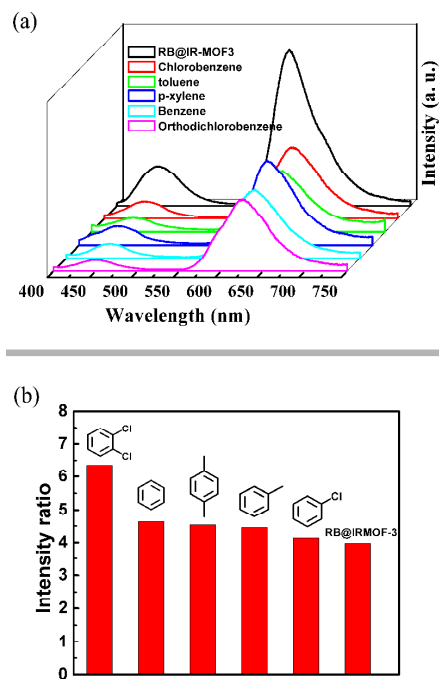 (a)
RB@IR-MOF3
Chlorobenzene
toluene
p-xylene
Benzene
Orthodichlorobenzene
Intensity (a. u.)
400 450 500 550 600 650 700 750
Wavelength (nm)
(b)
8
7
6
5
4
3
2
1
0
Intensity ratio
Cl
Cl
Cl
RB@IRMOF-3